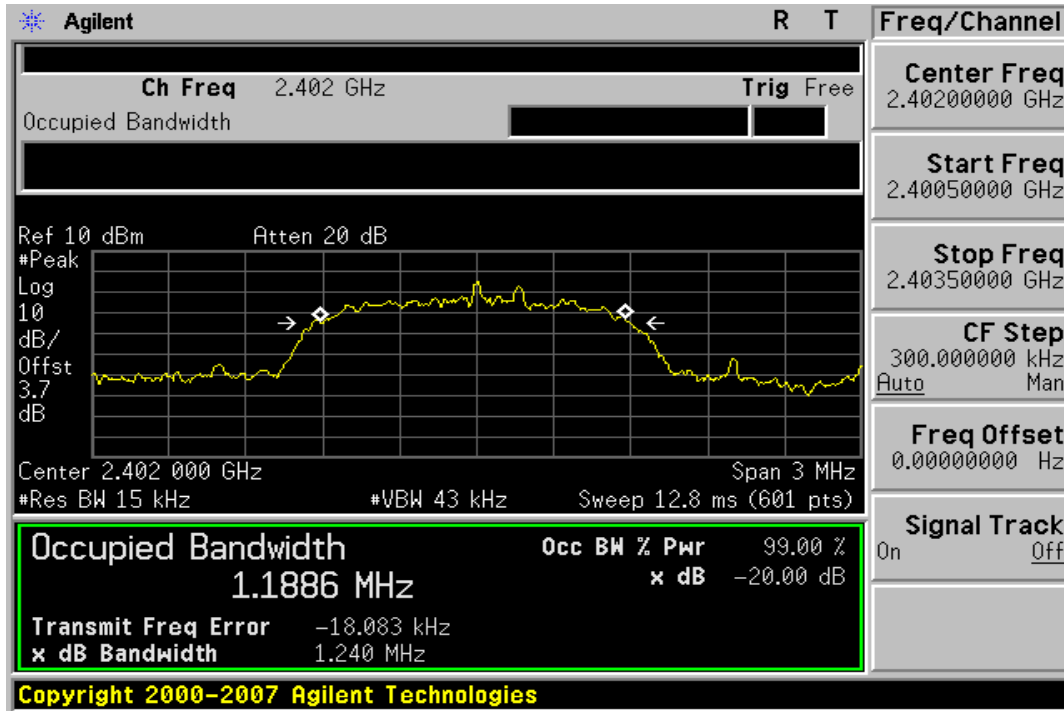 Agilent R T
Ch Freq 2.402 GHz Trig Free
Occupied Bandwidth
Ref 10 dBm Atten 20 dB
#Peak
Log
10
dB/
Offst
3.7
dB
Center 2.402 000 GHz Span 3 MHz
#Res BW 15 kHz #VBW 43 kHz Sweep 12.8 ms (601 pts)
Occupied Bandwidth
1.1886 MHz
Occ BW % Pwr 99.00 %
x dB -20.00 dB
Transmit Freq Error -18.083 kHz
x dB Bandwidth 1.240 MHz
Copyright 2000-2007 Agilent Technologies
Freq/Channel
Center Freq
2.40200000 GHz
Start Freq
2.40050000 GHz
Stop Freq
2.40350000 GHz
CF Step
300.000000 kHz
Auto Man
Freq Offset
0.00000000 Hz
Signal Track
On Off